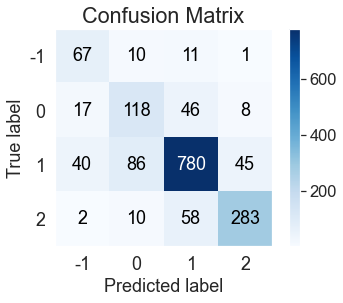 Confusion Matrix
-1 67 10 11 1
0 17 118 46 8
1 40 86 780 45
2 2 10 58 283
-1 0 1 2
Predicted label
True label
600
400
200